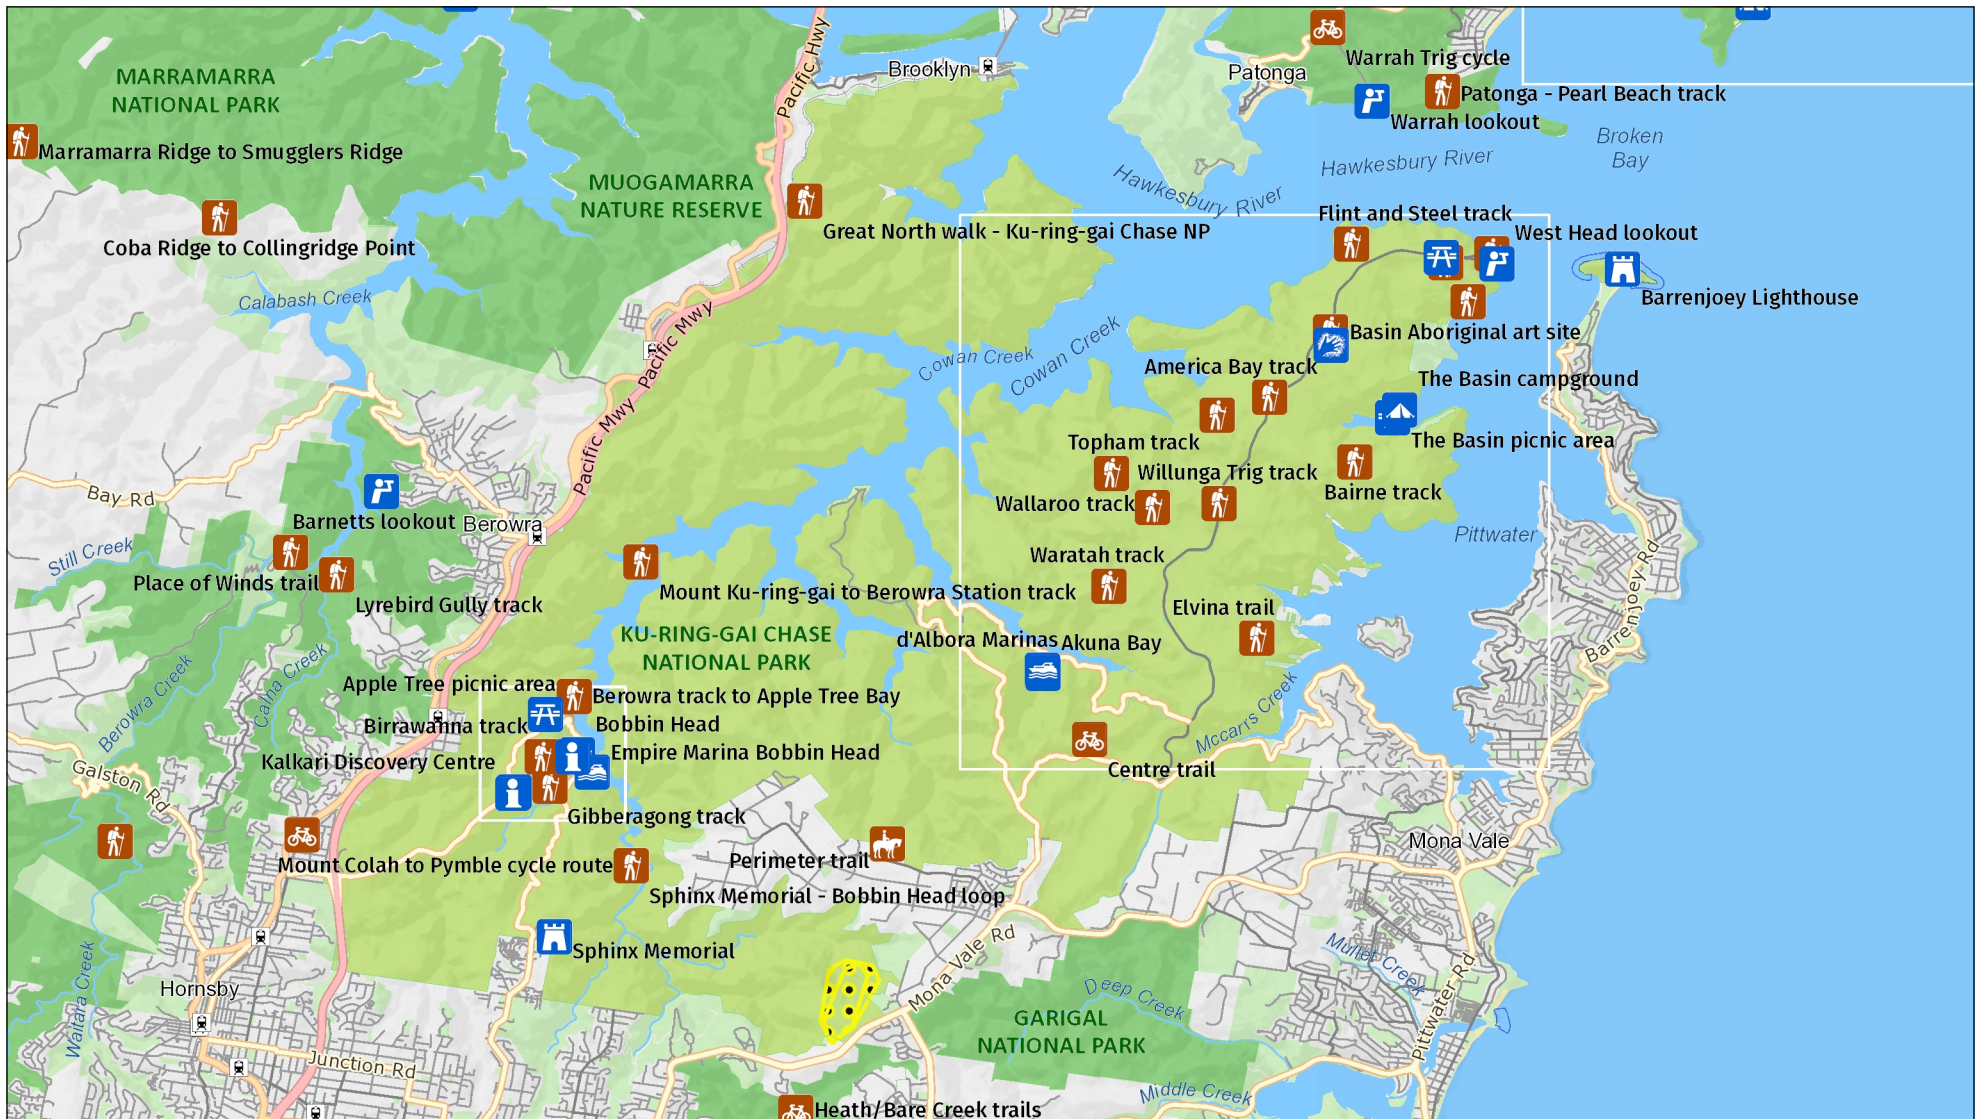 Pacific Hwy
Brooklyn
Patonga
Warrah Trig cycle
Patonga - Pearl Beach track
Warrah lookout
MARRAMARRA
NATIONAL PARK
Marramarra Ridge to Smugglers Ridge
Broken
Bay
Hawkesbury River
Hawkesbury River
MUOGAMARRA
NATURE RESERVE
Coba Ridge to Collingridge Point
Great North walk - Ku-ring-gai Chase NP
Flint and Steel track
West Head lookout
Barrenjoey Lighthouse
Calabash Creek
Pacific Mwy
Pacific Mwy
Cowan Creek
Cowan Creek
Basin Aboriginal art site
America Bay track
The Basin campground
The Basin picnic area
Topham track
Willunga Trig track
Bairne track
Wallaroo track
Bay Rd
Barnetts lookout
Berowra
Still Creek
Pittwater
Place of Winds trail
Lyrebird Gully track
Waratah track
Mount Ku-ring-gai to Berowra Station track
Elvina trail
Barrenjoey Rd
Barrenjoey Rd
KU-RING-GAI CHASE
NATIONAL PARK
d'Albora Marinas Akuna Bay
Berowra Creek
Calna Creek
Apple Tree picnic area
Berowra track to Apple Tree Bay
Birrawanna track
Bobbin Head
Kalkari Discovery Centre
Empire Marina Bobbin Head
Mccarrs Creek
Centre trail
Galston Rd
Gibberagong track
Mount Colah to Pymble cycle route
Perimeter trail
Mona Vale
Sphinx Memorial - Bobbin Head loop
Sphinx Memorial
Mona Vale Rd
Mullet Creek
Waitara Creek
Hornsby
Deep Creek
Pittwater Rd
GARIGAL
NATIONAL PARK
Junction Rd
Middle Creek
Heath/Bare Creek trails